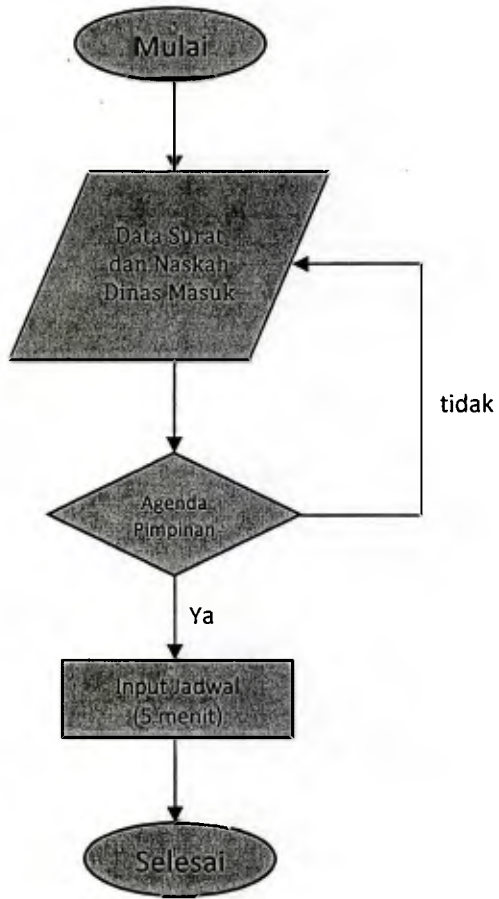 Mulai
Data Surat
dan Naskah
Dinas Masuk
tidak
Agenda
Pimpinan
Ya
Input Jadwal
(5 menit)
Selesai